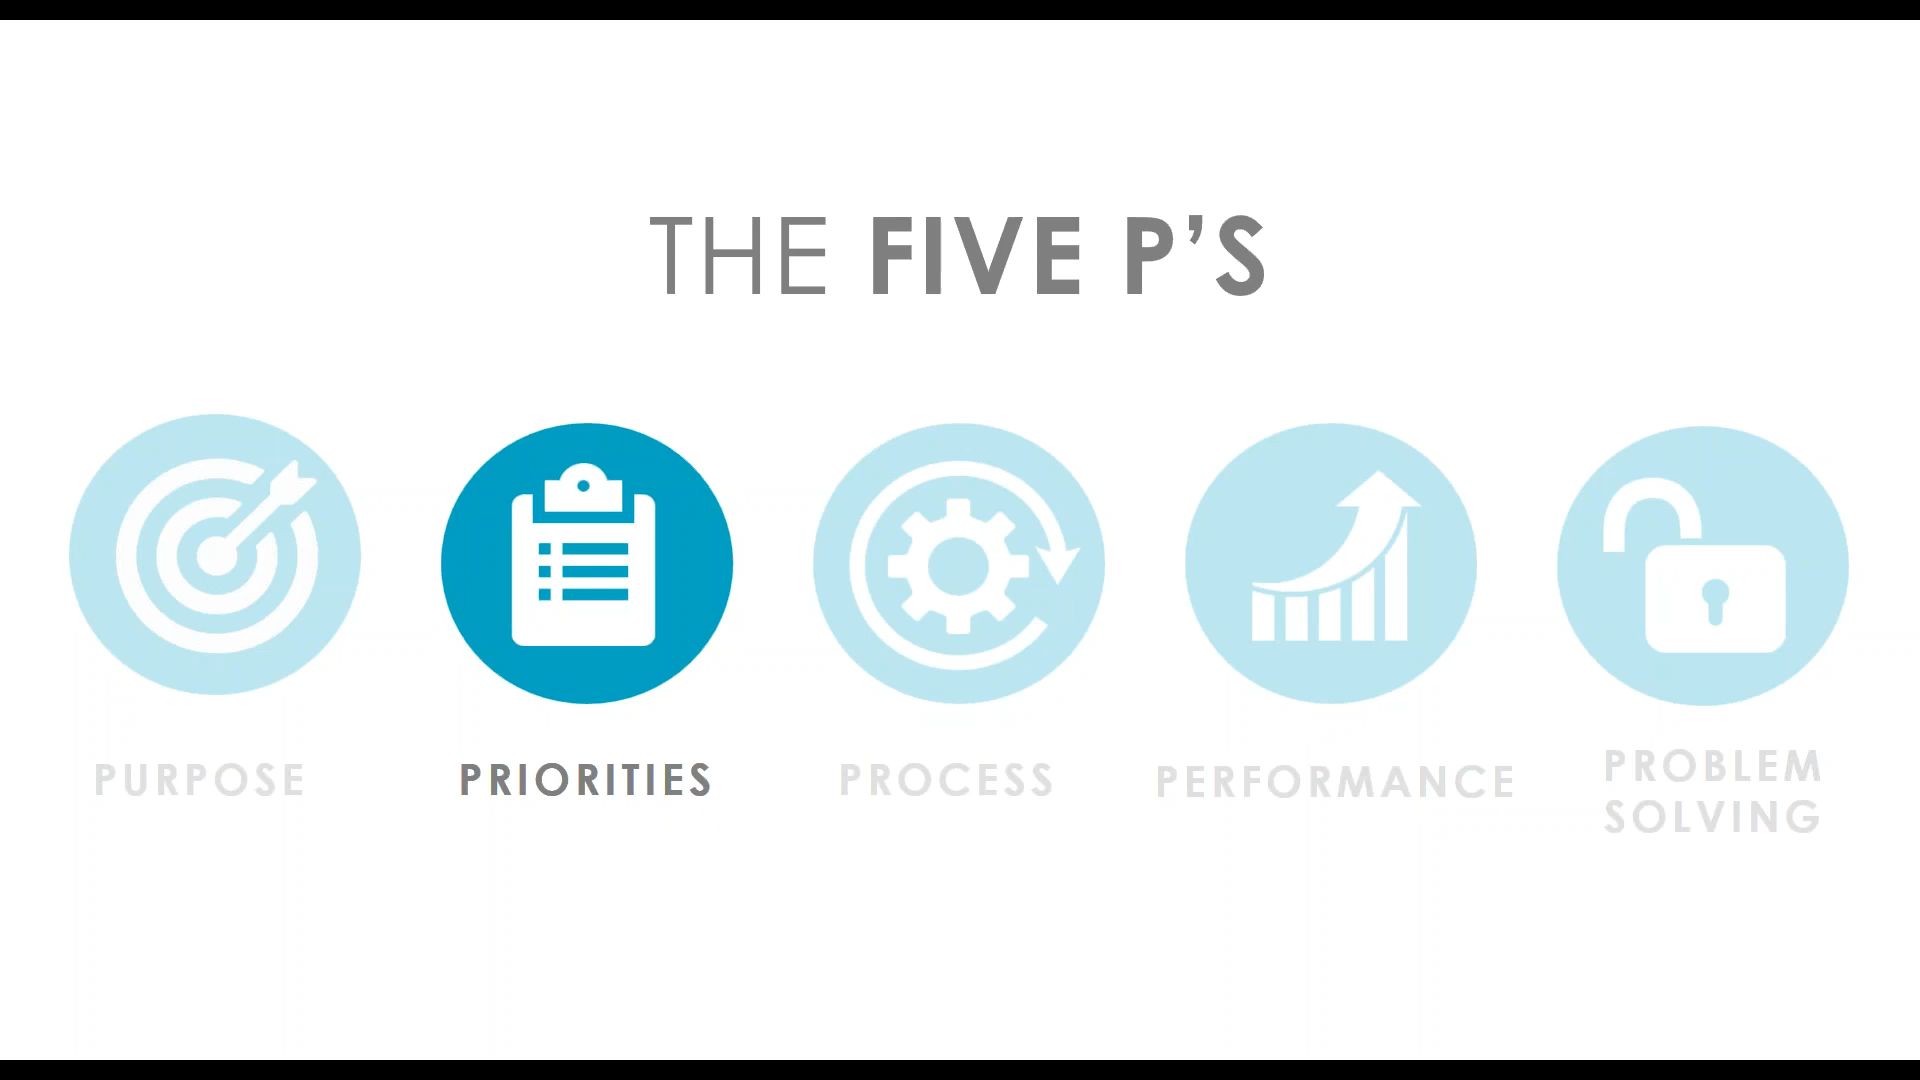 THE FIVE P’S
PURPOSE
PRIORITIES
PROCESS
PERFORMANCE
PROBLEM
SOLVING